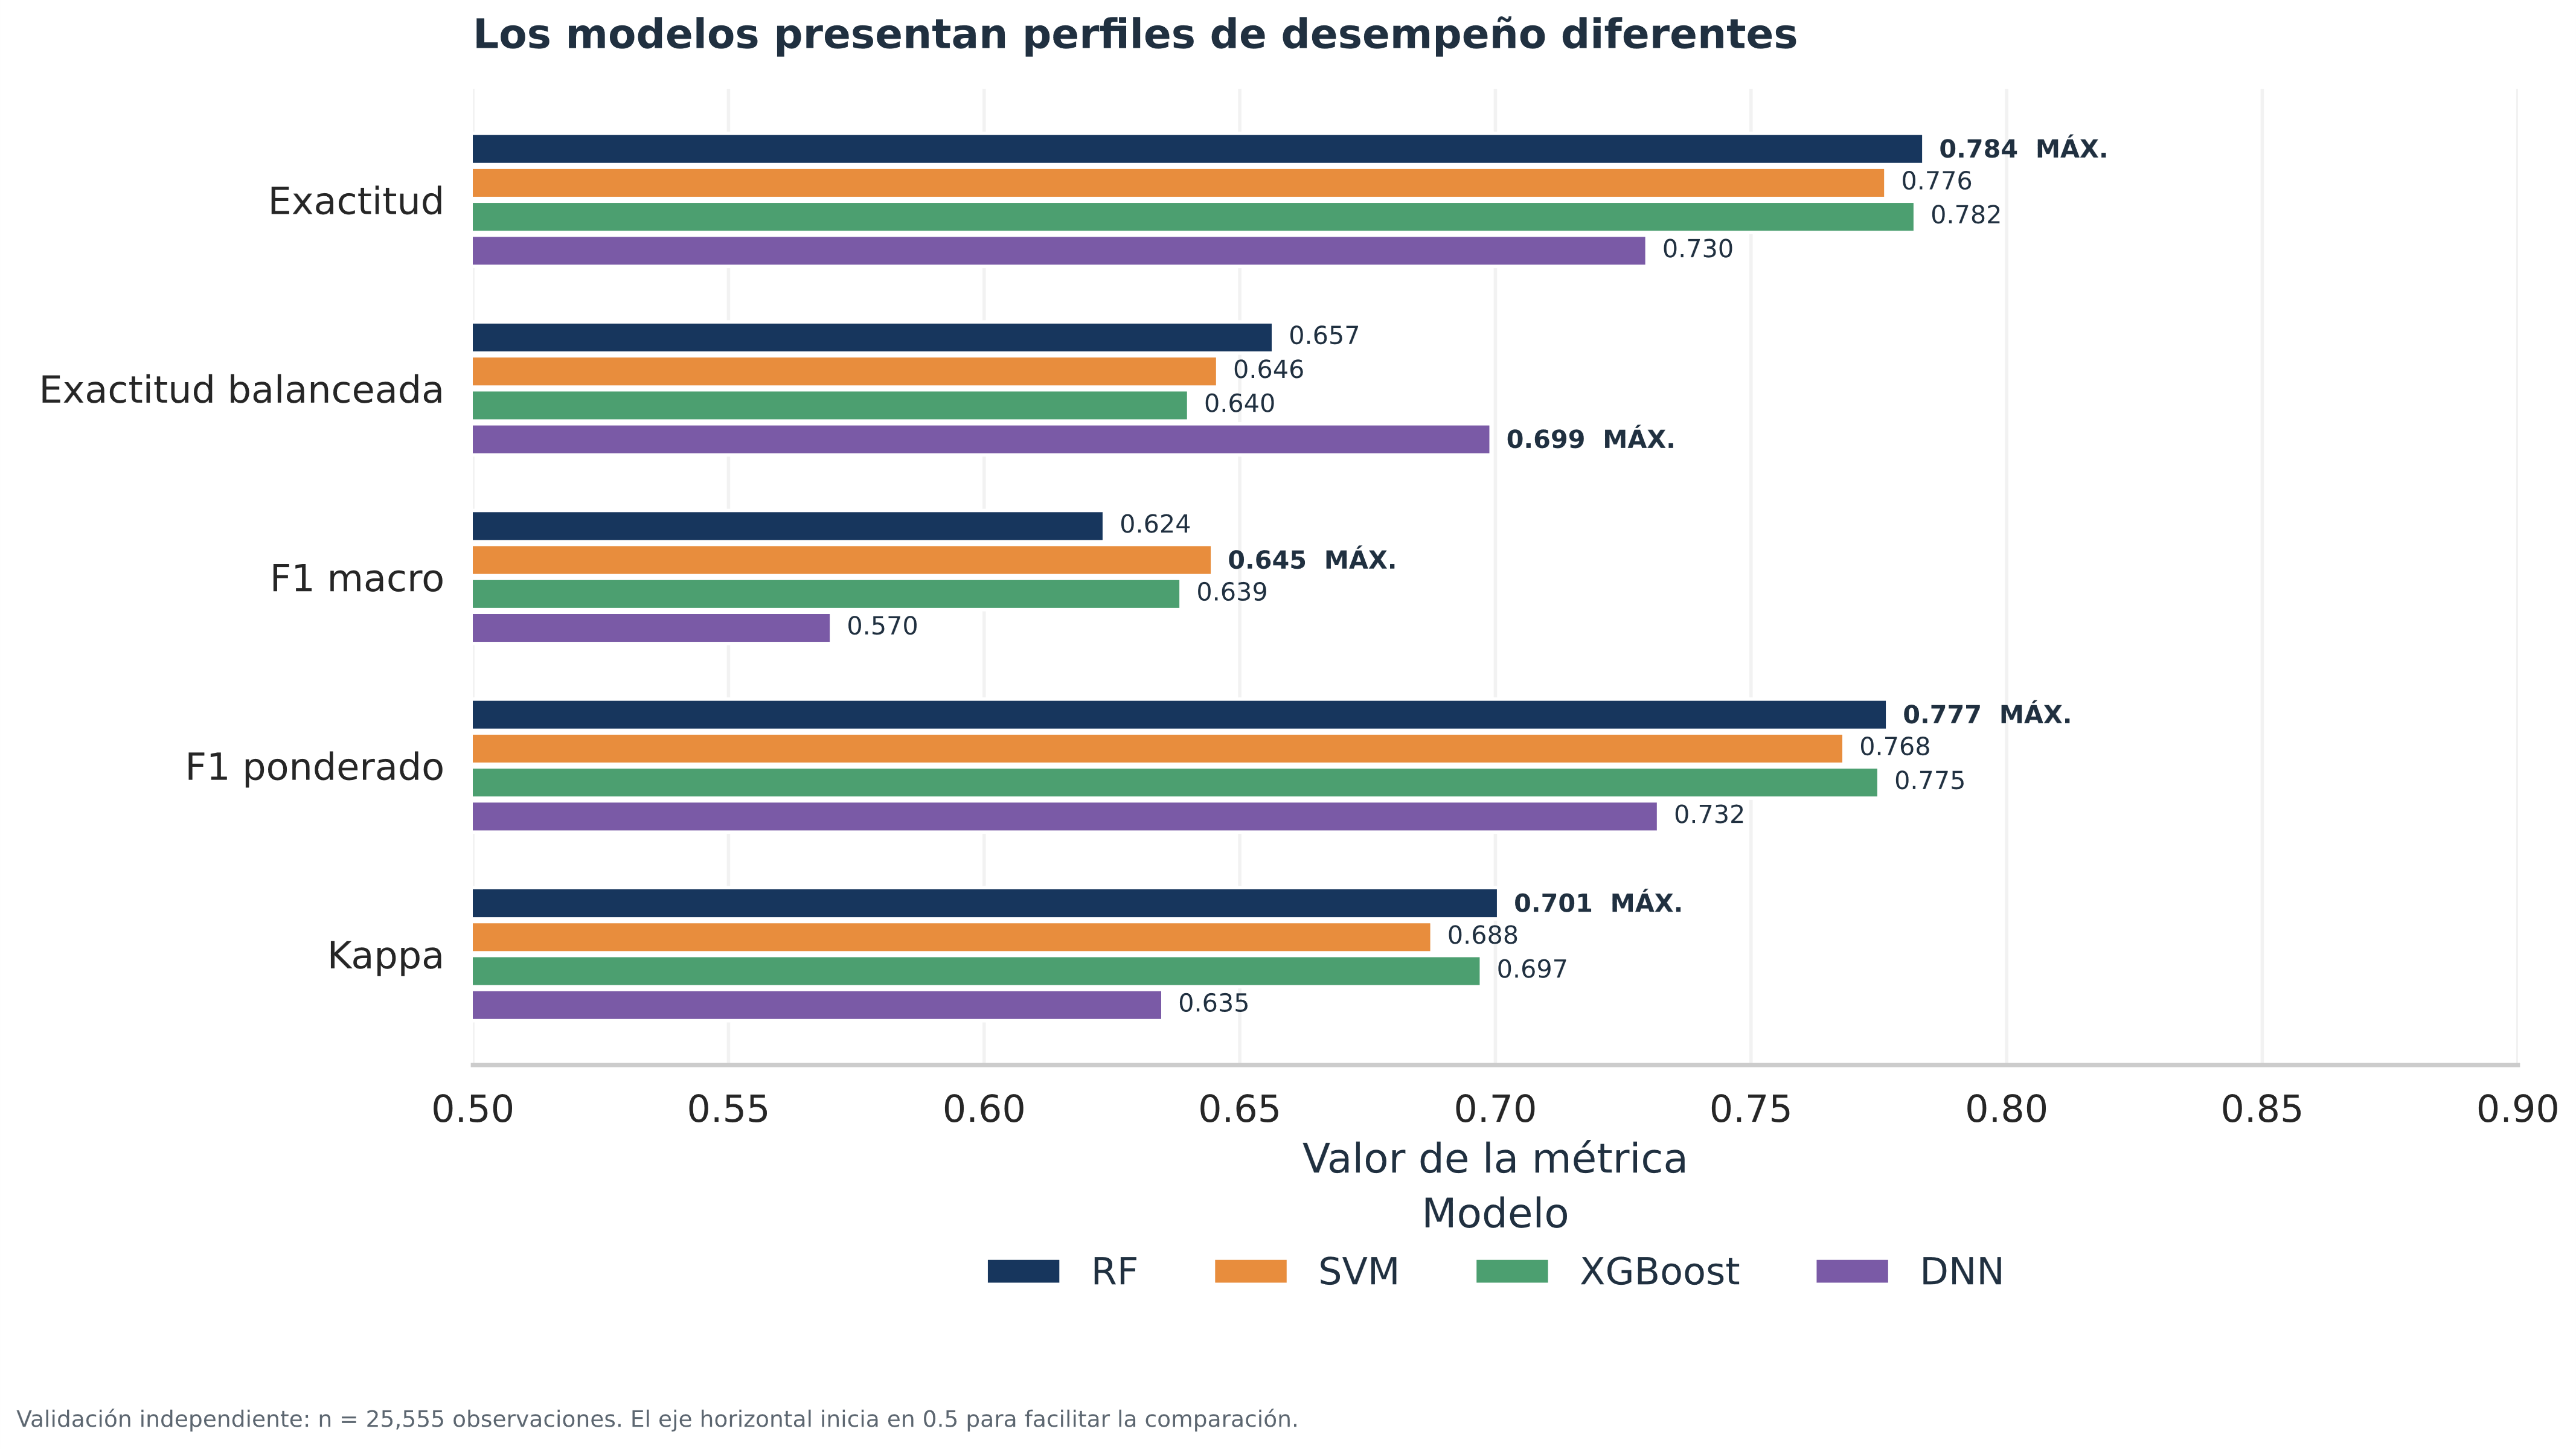 Los modelos presentan perfiles de desempeño diferentes
Exactitud
0.784 MÁX.
0.776
0.782
0.730
Exactitud balanceada
0.657
0.646
0.640
0.699 MÁX.
F1 macro
0.624
0.645 MÁX.
0.639
0.570
F1 ponderado
0.777 MÁX.
0.768
0.775
0.732
Kappa
0.701 MÁX.
0.688
0.697
0.635
0.50 0.55 0.60 0.65 0.70 0.75 0.80 0.85 0.90
Valor de la métrica
Modelo
RF SVM XGBoost DNN
Validación independiente: n = 25,555 observaciones. El eje horizontal inicia en 0.5 para facilitar la comparación.